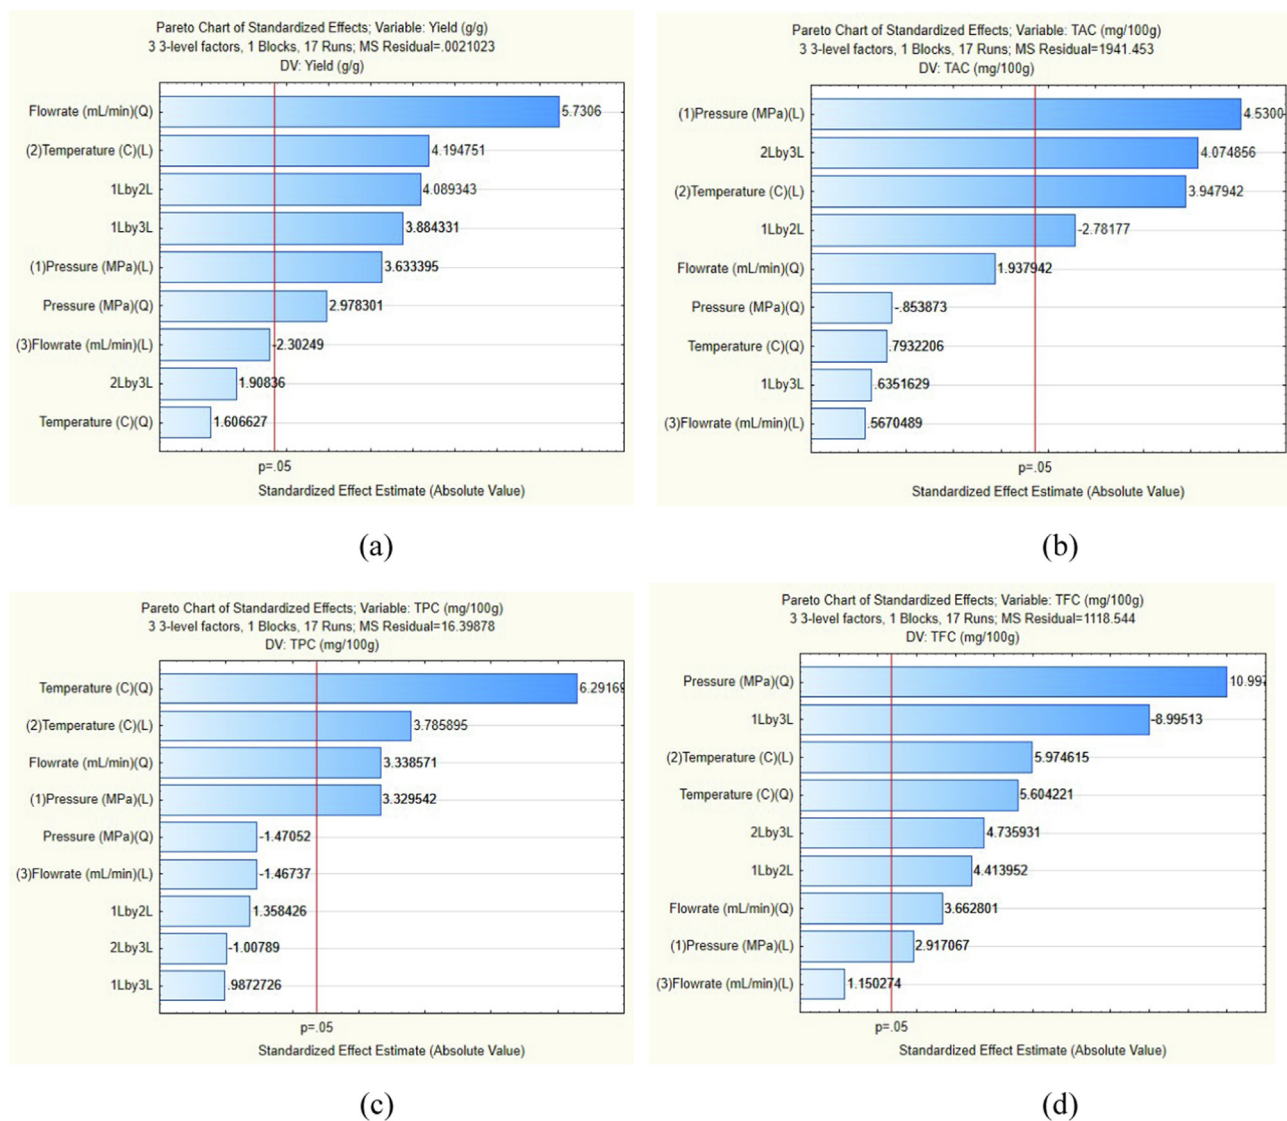 Pareto Chart of Standardized Effects; Variable: Yield (g/g)
3 3-level factors, 1 Blocks, 17 Runs; MS Residual=.0021023
DV: Yield (g/g)
Flowrate (mL/min)(Q) 5.7306
(2)Temperature (C)(L) 4.194751
1Lby2L 4.089343
1Lby3L 3.884331
(1)Pressure (MPa)(L) 3.633395
Pressure (MPa)(Q) 2.978301
(3)Flowrate (mL/min)(L) -2.30249
2Lby3L 1.90836
Temperature (C)(Q) 1.606627
p=.05
Standardized Effect Estimate (Absolute Value)
(a)
Pareto Chart of Standardized Effects; Variable: TAC (mg/100g)
3 3-level factors, 1 Blocks, 17 Runs; MS Residual=1941.453
DV: TAC (mg/100g)
(1)Pressure (MPa)(L) 4.5300
2Lby3L 4.074856
(2)Temperature (C)(L) 3.947942
1Lby2L -2.78177
Flowrate (mL/min)(Q) 1.937942
Pressure (MPa)(Q) -.853873
Temperature (C)(Q) .7932206
1Lby3L .6351629
(3)Flowrate (mL/min)(L) .5670489
p=.05
Standardized Effect Estimate (Absolute Value)
(b)
Pareto Chart of Standardized Effects; Variable: TPC (mg/100g)
3 3-level factors, 1 Blocks, 17 Runs; MS Residual=16.39878
DV: TPC (mg/100g)
Temperature (C)(Q) 6.29169
(2)Temperature (C)(L) 3.785895
Flowrate (mL/min)(Q) 3.338571
(1)Pressure (MPa)(L) 3.329542
Pressure (MPa)(Q) -1.47052
(3)Flowrate (mL/min)(L) -1.46737
1Lby2L 1.358426
2Lby3L -1.00789
1Lby3L .9872726
p=.05
Standardized Effect Estimate (Absolute Value)
(c)
Pareto Chart of Standardized Effects; Variable: TFC (mg/100g)
3 3-level factors, 1 Blocks, 17 Runs; MS Residual=1118.544
DV: TFC (mg/100g)
Pressure (MPa)(Q) 10.997
1Lby3L -8.99513
(2)Temperature (C)(L) 5.974615
Temperature (C)(Q) 5.604221
2Lby3L 4.735931
1Lby2L 4.413952
Flowrate (mL/min)(Q) 3.662801
(1)Pressure (MPa)(L) 2.917067
(3)Flowrate (mL/min)(L) 1.150274
p=.05
Standardized Effect Estimate (Absolute Value)
(d)